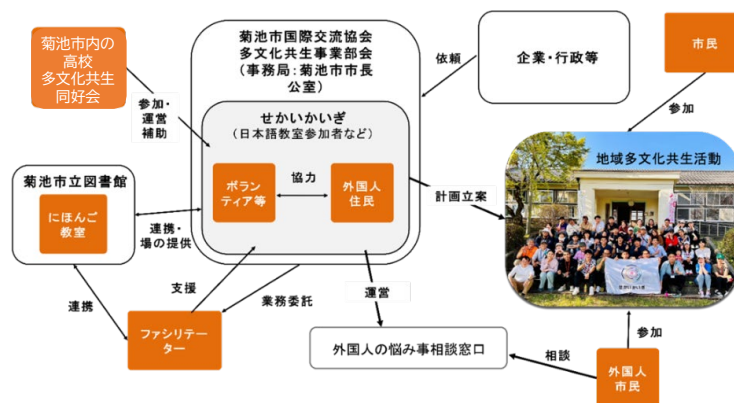 菊池市内の
高校
多文化共生
同好会
参加・
運営
補助
菊池市国際交流協会
多文化共生事業部会
(事務局:菊池市市長
公室)
せかいかいぎ
(日本語教室参加者など)
ボラン
ティア等
協力
外国人
住民
依頼
企業・行政等
市民
参加
地域多文化共生活動
計画立案
菊池市立図書館
にほんご
教室
連携・
場の提供
連携
支援
業務委託
運営
ファシリテー
ター
外国人の悩み事相談窓口
相談
参加
外国人
市民
せかいかいぎ